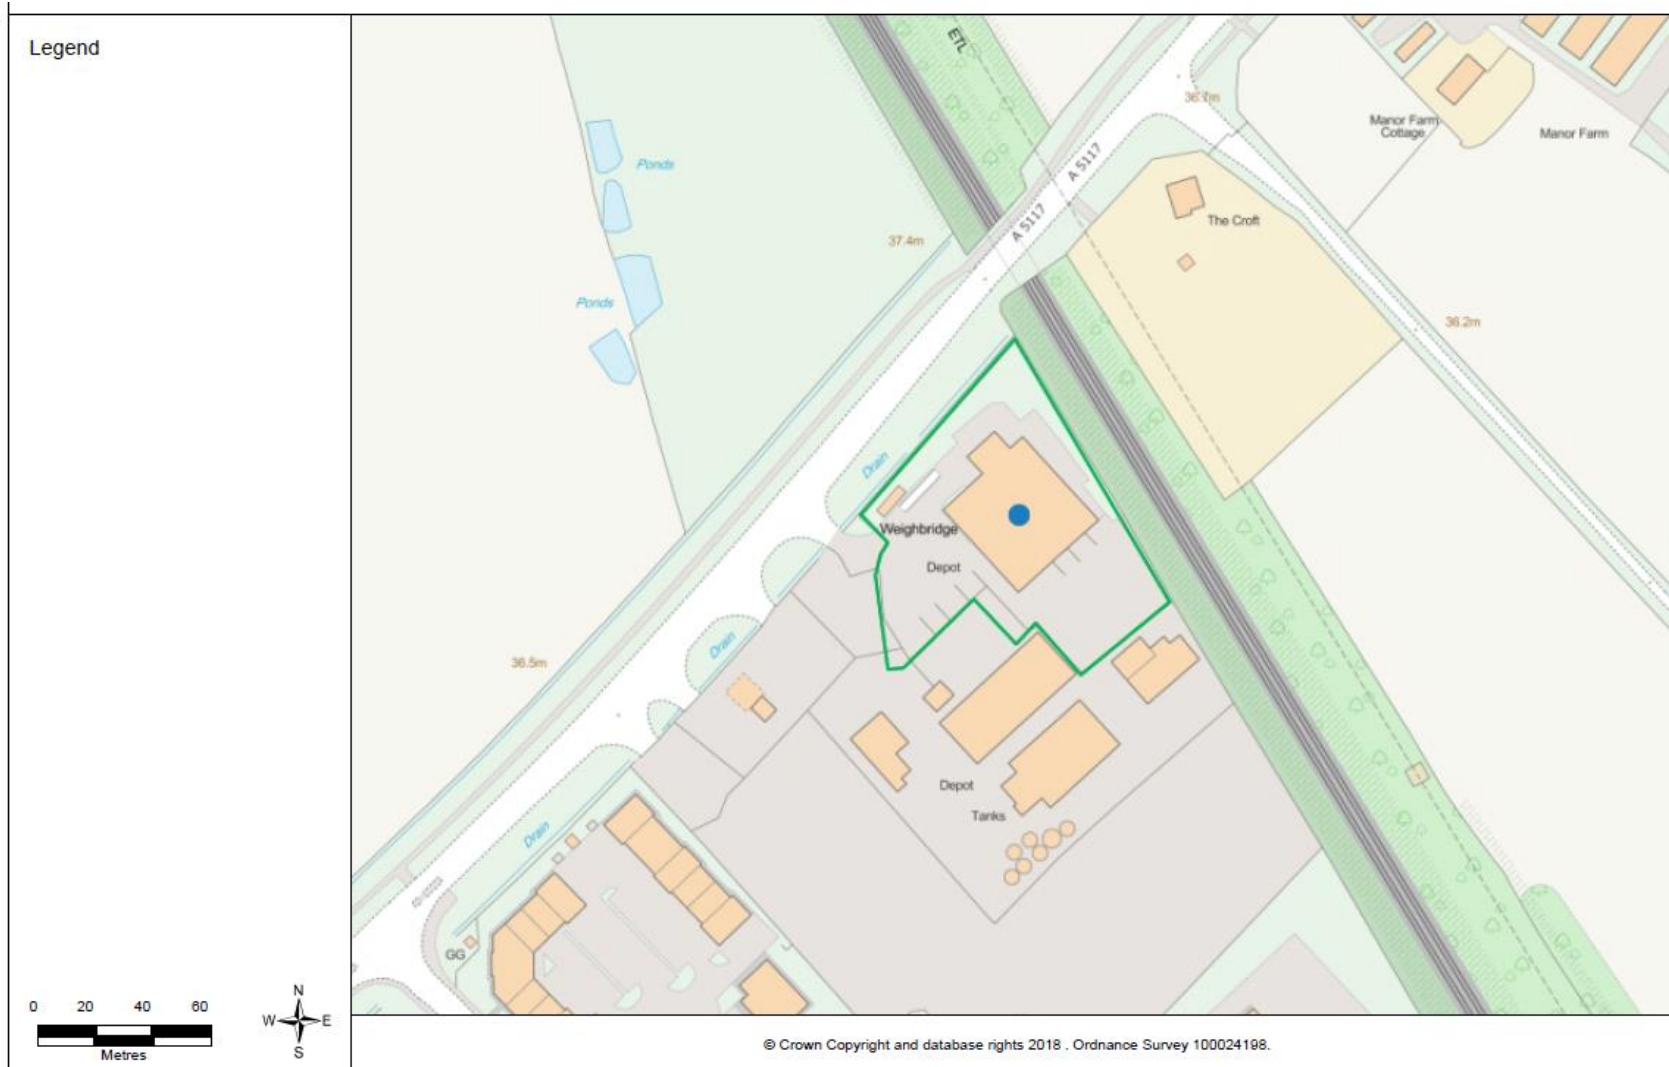 Legend
ETL
36.7m
Manor Farm
Cottage
Manor Farm
Ponds
A 5117
A 5117
The Croft
37.4m
Ponds
36.2m
Drain
Weighbridge
Depot
Drain
36.5m
Depot
Tanks
Drain
GG
0 20 40 60
Metres
N
W E
S
© Crown Copyright and database rights 2018 . Ordnance Survey 100024198.